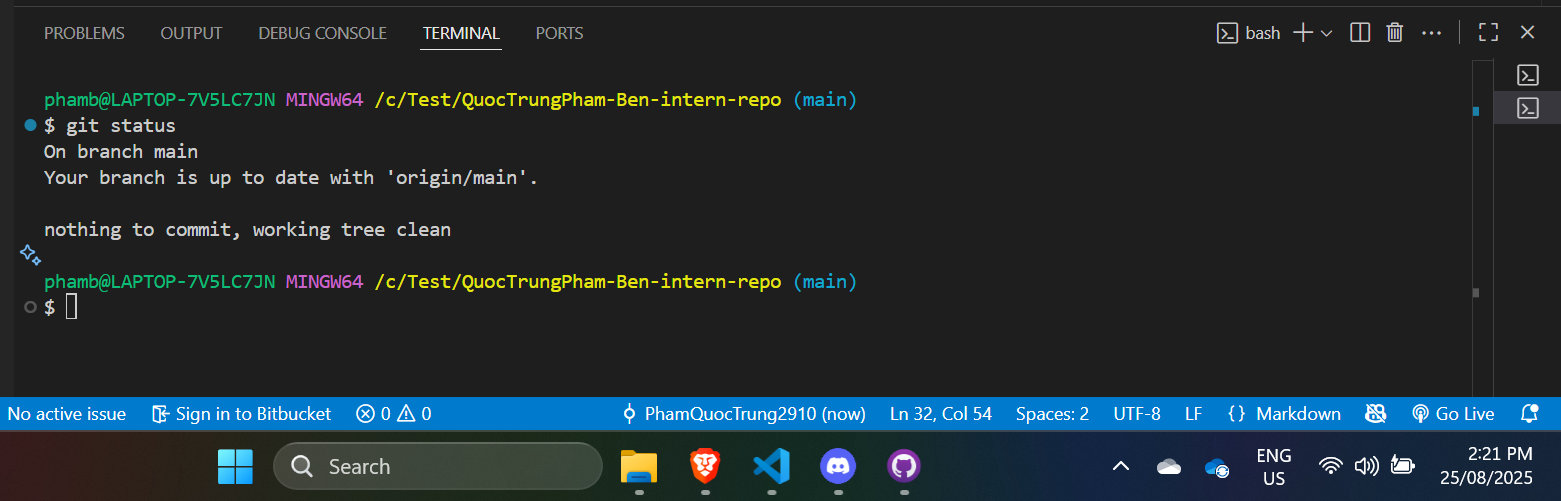 PROBLEMS OUTPUT DEBUG CONSOLE TERMINAL PORTS bash
phamb@LAPTOP-7V5LC7JN MINGW64 /c/Test/QuocTrungPham-Ben-intern-repo (main)
$ git status
On branch main
Your branch is up to date with 'origin/main'.
nothing to commit, working tree clean
phamb@LAPTOP-7V5LC7JN MINGW64 /c/Test/QuocTrungPham-Ben-intern-repo (main)
$
No active issue Sign in to Bitbucket 0 0 PhamQuocTrung2910 (now) Ln 32, Col 54 Spaces: 2 UTF-8 LF {} Markdown Go Live
Search
ENG
US
2:21 PM
25/08/2025